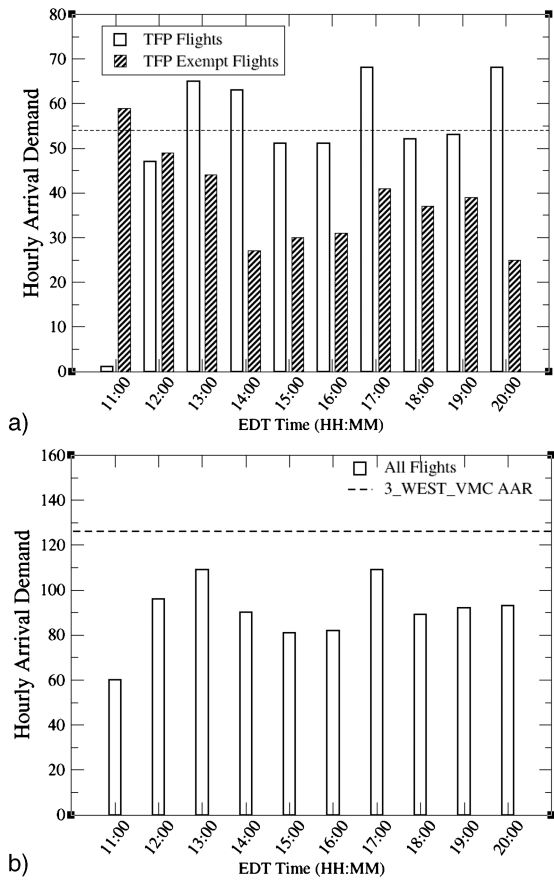 80
TFP Flights
TFP Exempt Flights
70
60
50
40
30
20
10
0
Hourly Arrival Demand
11:00 12:00 13:00 14:00 15:00 16:00 17:00 18:00 19:00 20:00
EDT Time (HH:MM)
a)
160
All Flights
3_WEST_VMC AAR
140
120
100
80
60
40
20
0
Hourly Arrival Demand
11:00 12:00 13:00 14:00 15:00 16:00 17:00 18:00 19:00 20:00
EDT Time (HH:MM)
b)